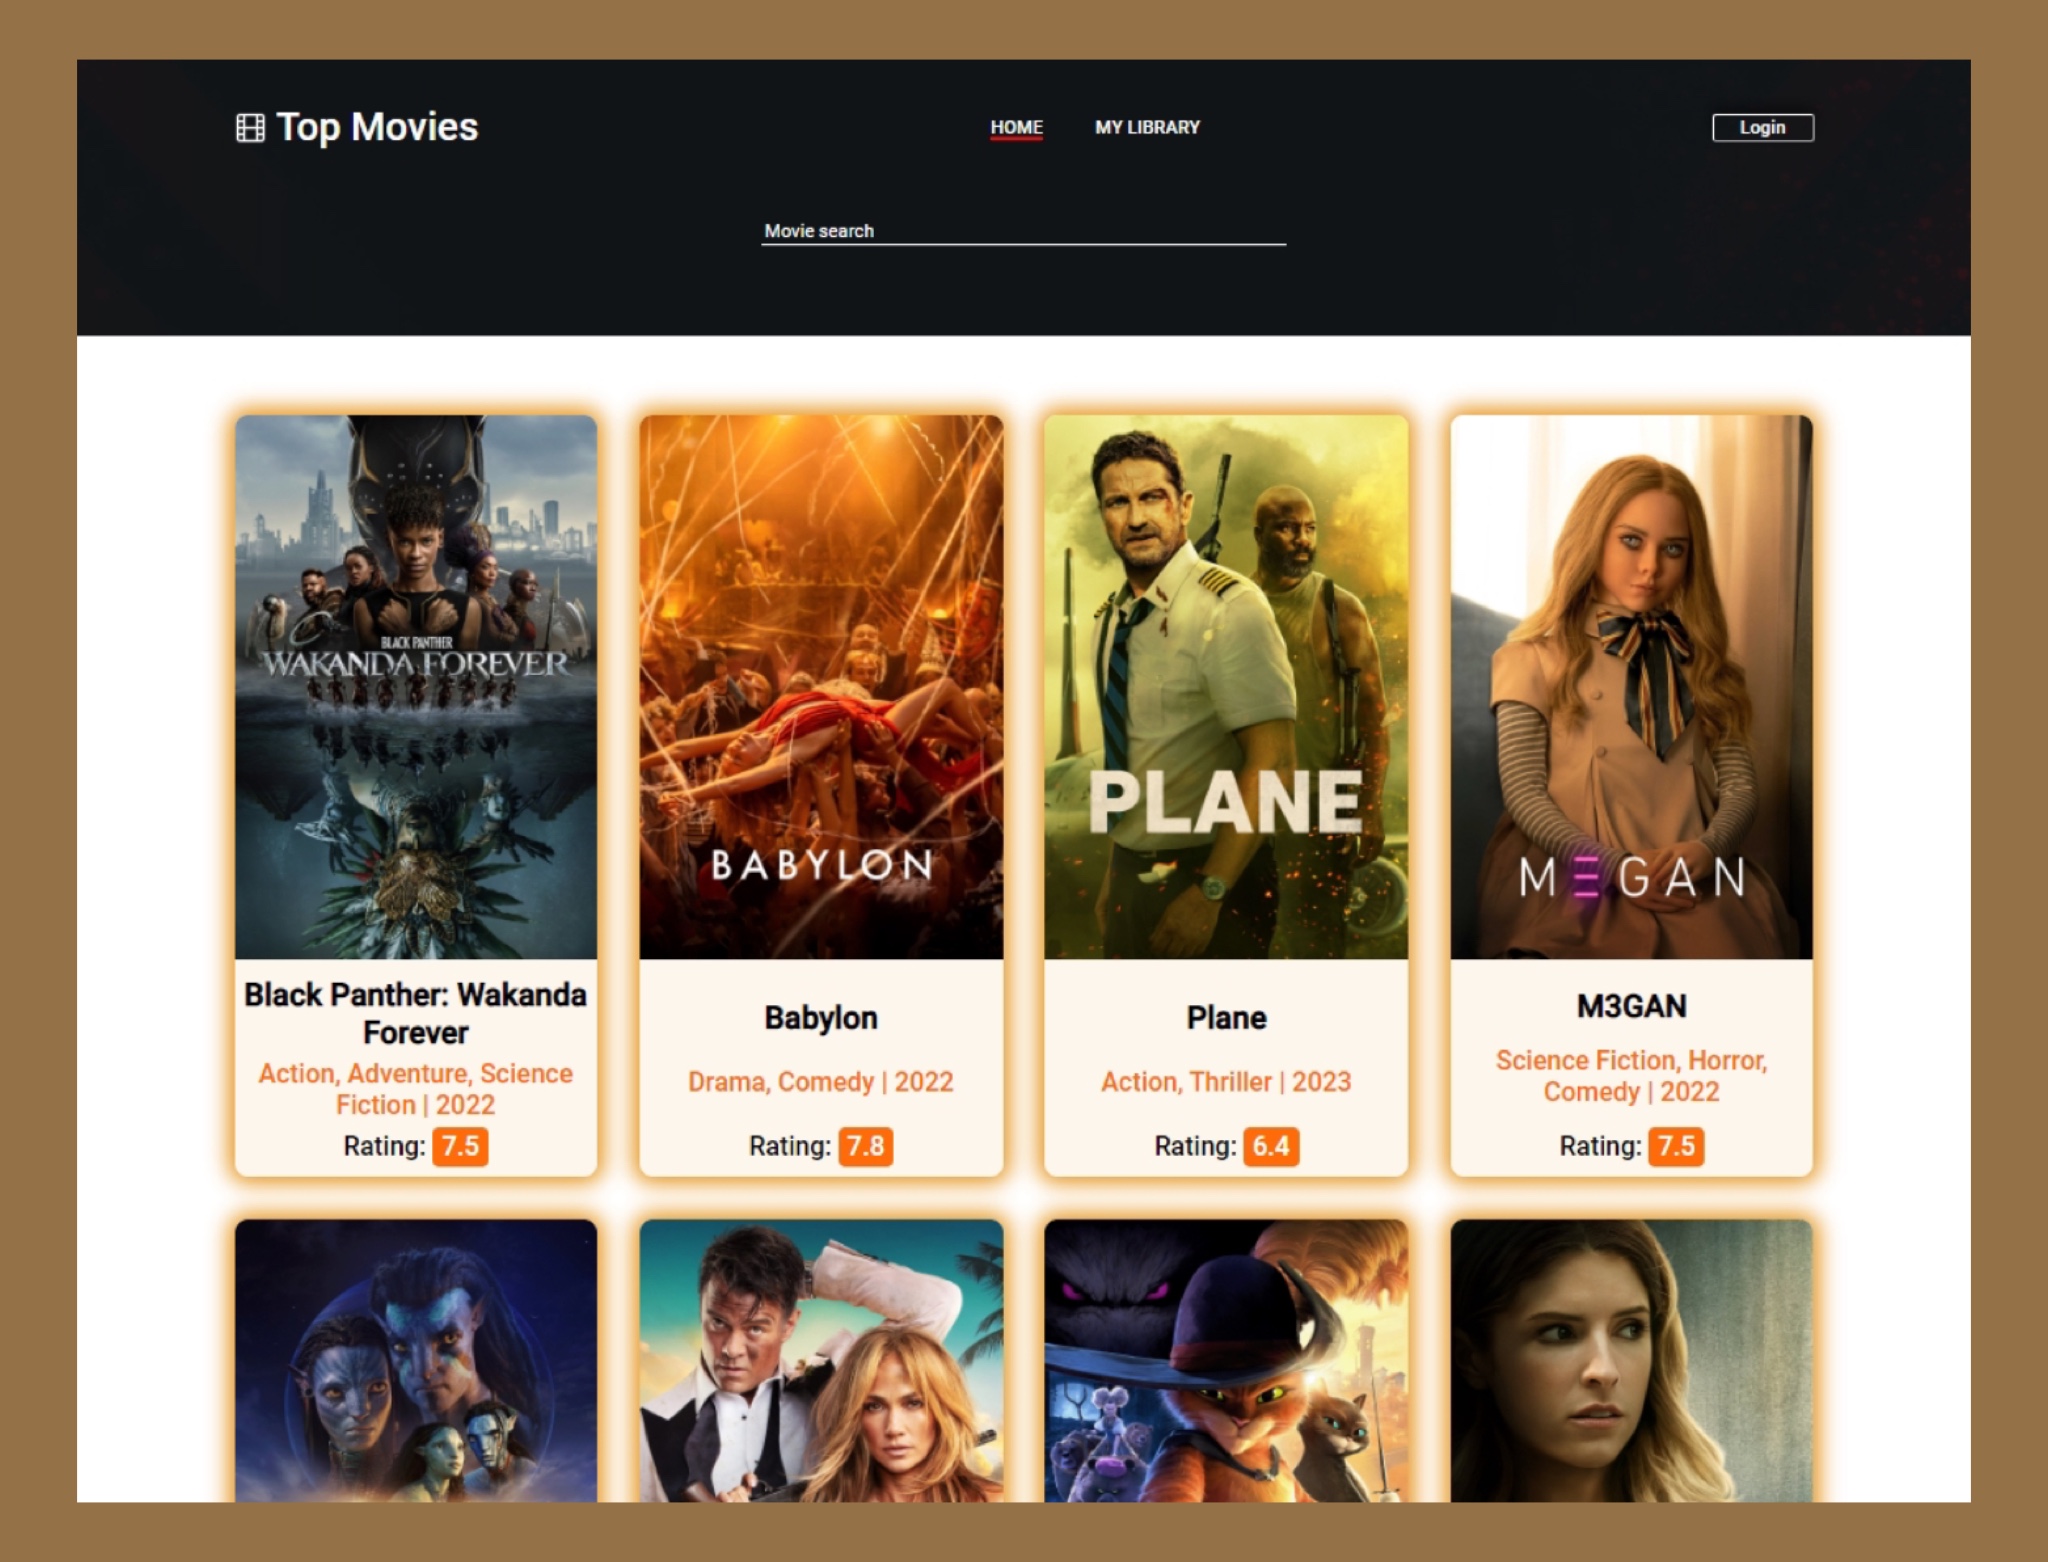 Top Movies
HOME
MY LIBRARY
Login
Movie search
BLACK PANTHER
WAKANDA FOREVER
BABYLON
PLANE
MΞGAN
Black Panther: Wakanda
Forever
Action, Adventure, Science
Fiction | 2022
Rating: 7.5
Babylon
Drama, Comedy | 2022
Rating: 7.8
Plane
Action, Thriller | 2023
Rating: 6.4
M3GAN
Science Fiction, Horror,
Comedy | 2022
Rating: 7.5